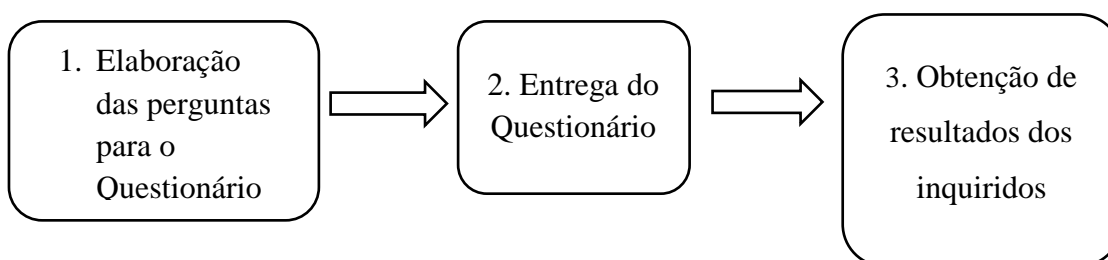 1. Elaboração
das perguntas
para o
Questionário
2. Entrega do
Questionário
3. Obtenção de
resultados dos
inquiridos